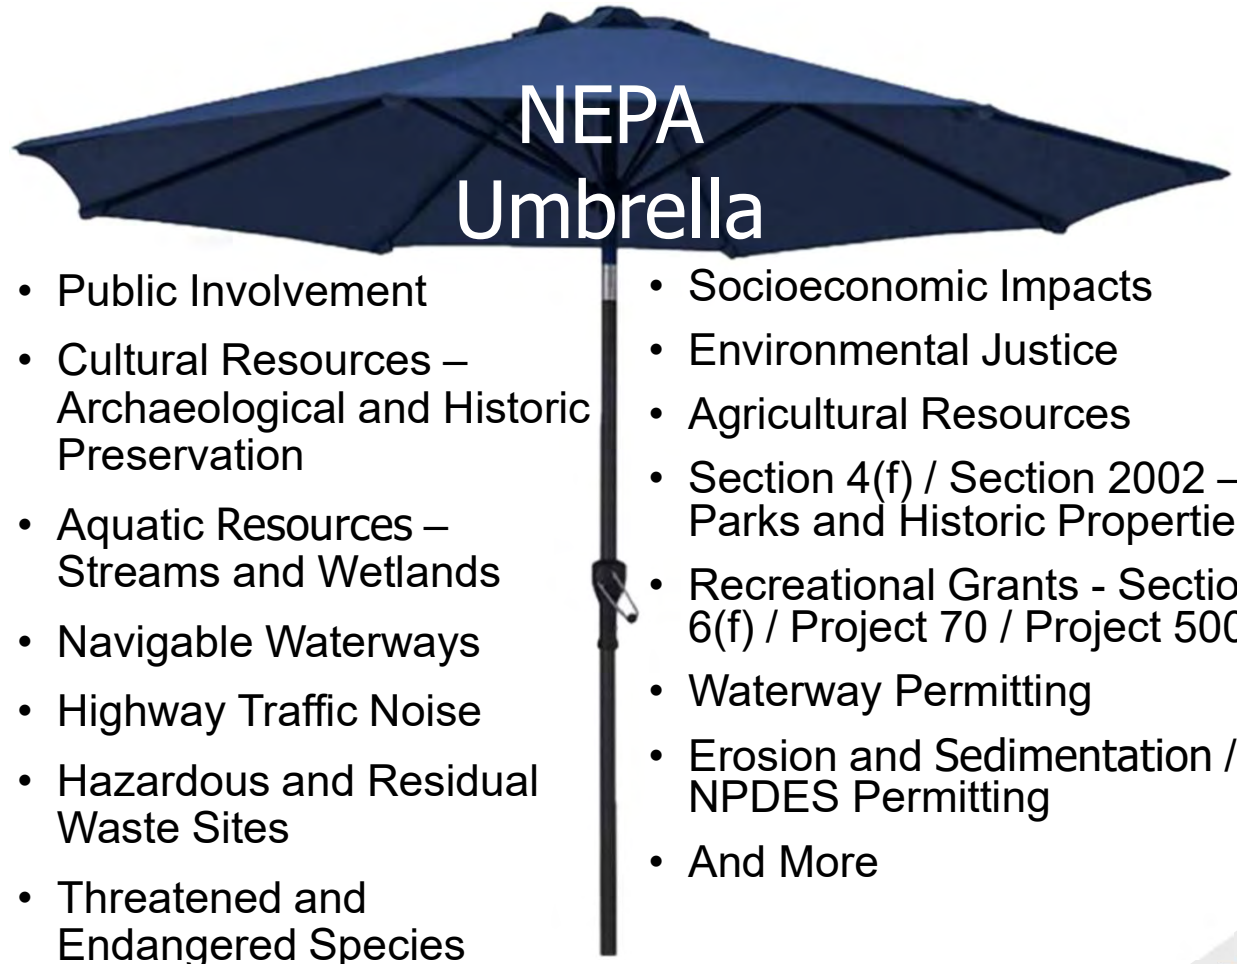 NEPA
Umbrella
• Public Involvement
• Cultural Resources –
Archaeological and Historic
Preservation
• Aquatic Resources –
Streams and Wetlands
• Navigable Waterways
• Highway Traffic Noise
• Hazardous and Residual
Waste Sites
• Threatened and
Endangered Species
• Socioeconomic Impacts
• Environmental Justice
• Agricultural Resources
• Section 4(f) / Section 2002 –
Parks and Historic Propertie
• Recreational Grants - Sectio
6(f) / Project 70 / Project 500
• Waterway Permitting
• Erosion and Sedimentation /
NPDES Permitting
• And More